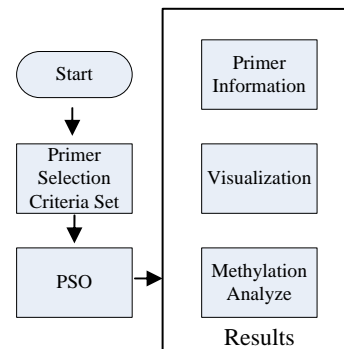 Start
Primer
Selection
Criteria Set
PSO
Primer
Information
Visualization
Methylation
Analyze
Results